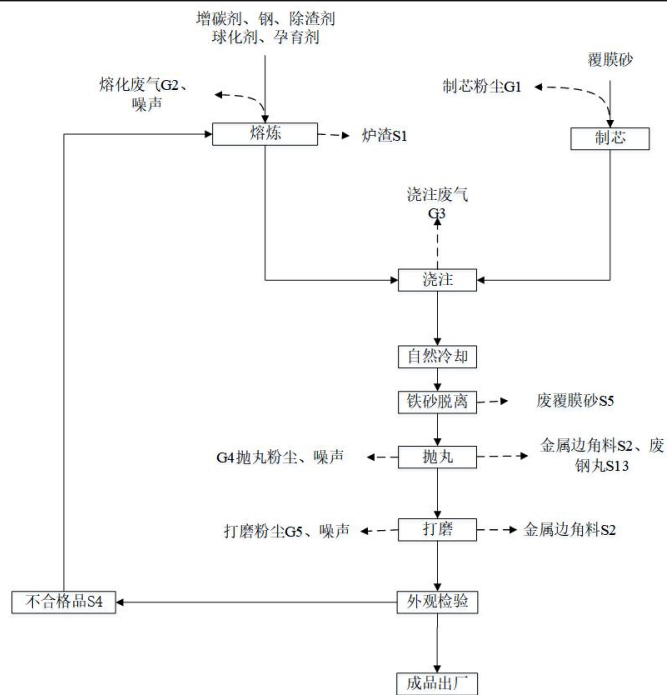 增碳剂、钢、除渣剂
球化剂、孕育剂
覆膜砂
熔化废气G2、
噪声
制芯粉尘G1
熔炼
炉渣S1
制芯
浇注废气
G3
浇注
自然冷却
铁砂脱离
废覆膜砂S5
G4抛丸粉尘、噪声
抛丸
金属边角料S2、废
钢丸S13
打磨粉尘G5、噪声
打磨
金属边角料S2
不合格品S4
外观检验
成品出厂